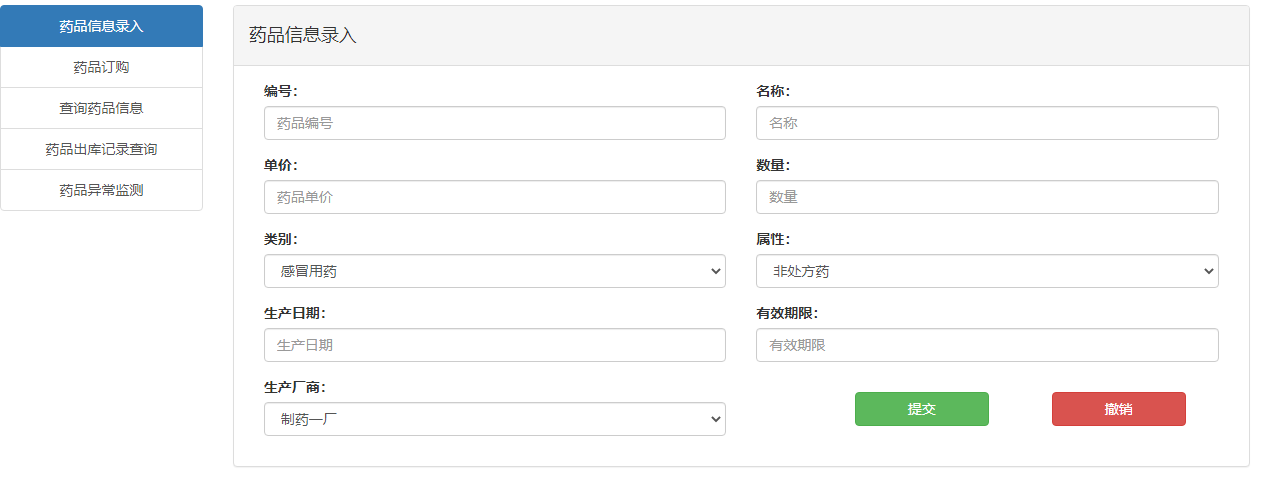 药品信息录入
药品订购
查询药品信息
药品出库记录查询
药品异常监测
药品信息录入
编号：
药品编号
名称：
名称
单价：
药品单价
数量：
数量
类别：
感冒用药
属性：
非处方药
生产日期：
生产日期
有效期限：
有效期限
生产厂商：
制药一厂
提交
撤销